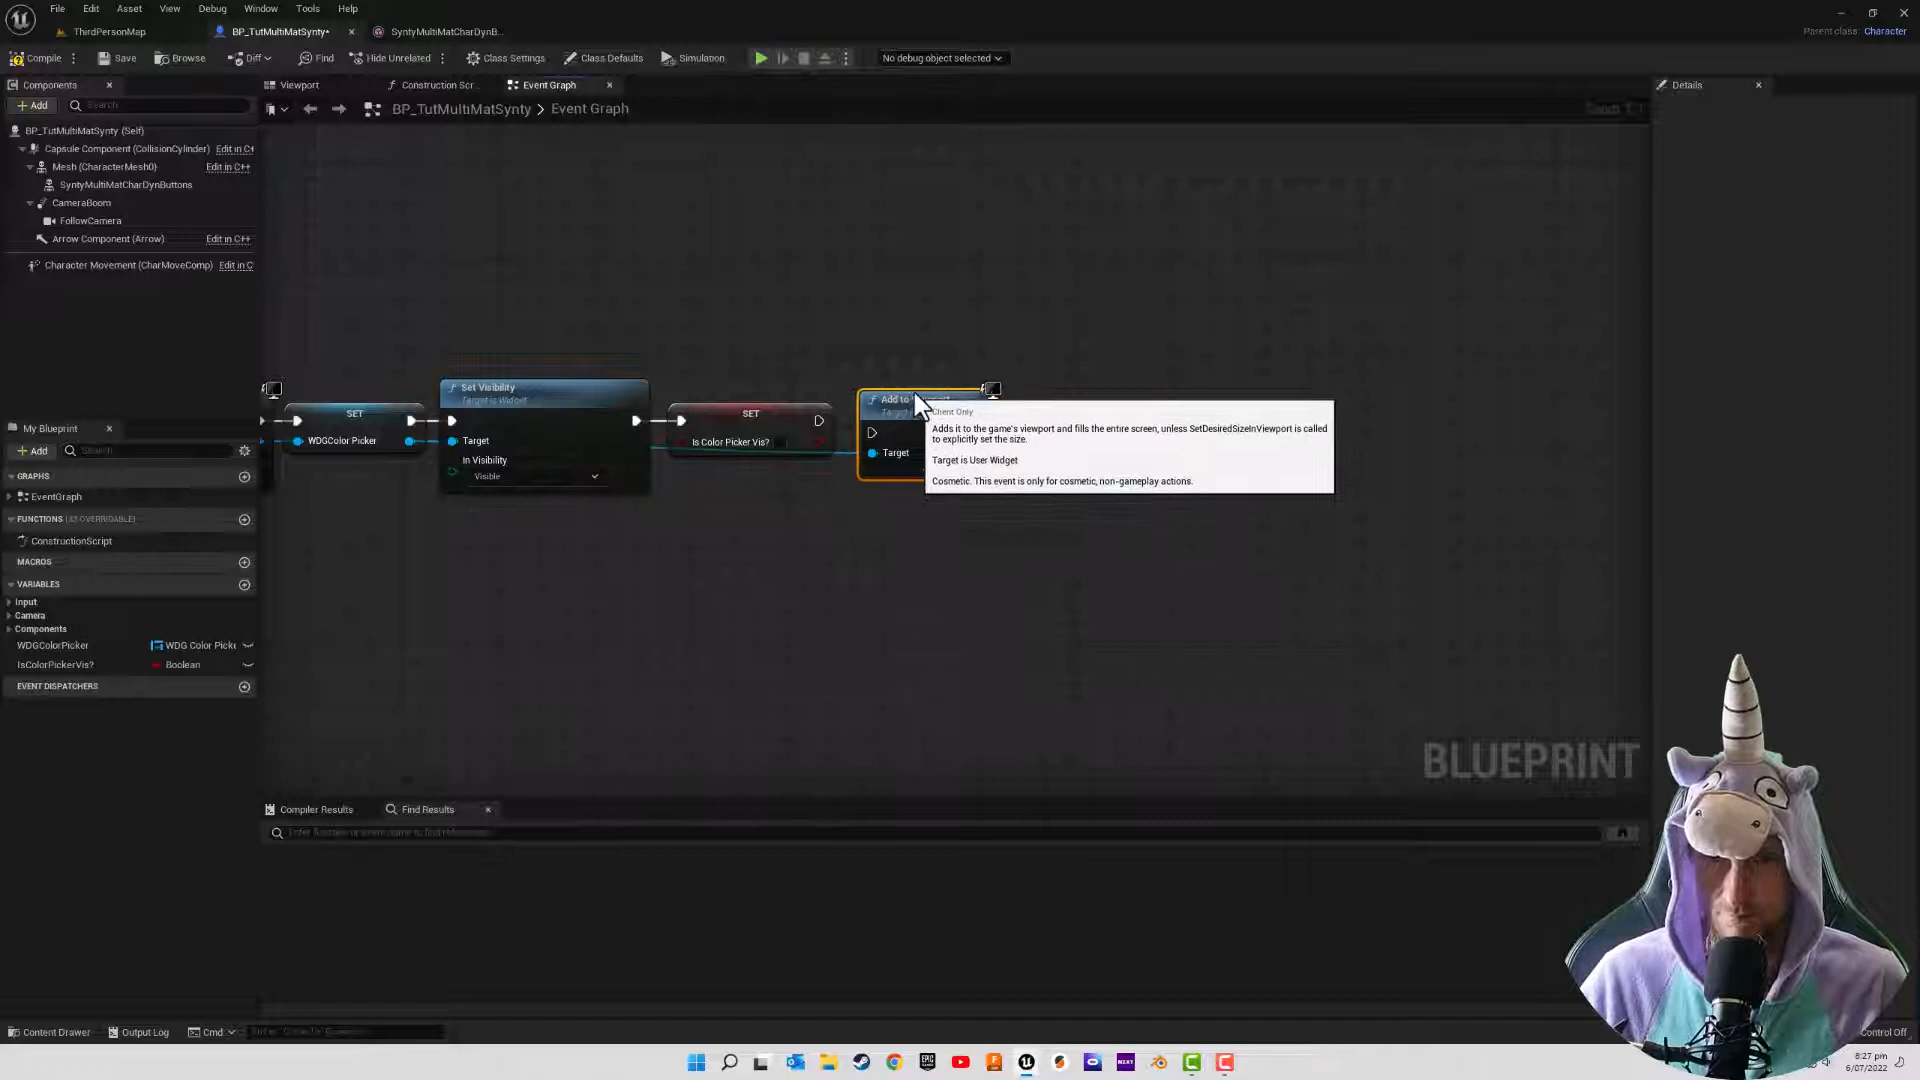 File Edit Asset View Debug Window Tools Help
ThirdPersonMap BP_TutMultiMatSynty• SyntyMultiMatCharDynB...
Parent class: Character
Compile Save Browse Diff Find Hide Unrelated Class Settings Class Defaults Simulation No debug object selected
Components Viewport Construction Scr... Event Graph Details
Add Search
BP_TutMultiMatSynty > Event Graph
BP_TutMultiMatSynty (Self)
Capsule Component (CollisionCylinder) Edit in C+
Mesh (CharacterMesh0) Edit in C++
SyntyMultiMatCharDynButtons
CameraBoom
FollowCamera
Arrow Component (Arrow) Edit in C++
Character Movement (CharMoveComp) Edit in C
Set Visibility
Target is Widget
SET
WDGColor Picker
Target
In Visibility
Visible
SET
Is Color Picker Vis?
Add to
Target
Client Only
Adds it to the game's viewport and fills the entire screen, unless SetDesiredSizeInViewport is called
to explicitly set the size.
Target is User Widget
Cosmetic. This event is only for cosmetic, non-gameplay actions.
My Blueprint
Add Search
GRAPHS
EventGraph
FUNCTIONS
ConstructionScript
MACROS
VARIABLES
Input
Camera
Components
WDGColorPicker WDG Color Picke
IsColorPickerVis? Boolean
EVENT DISPATCHERS
BLUEPRINT
Compiler Results Find Results
Content Drawer Output Log Cmd
Control Off
8:27 pm
6/07/2022